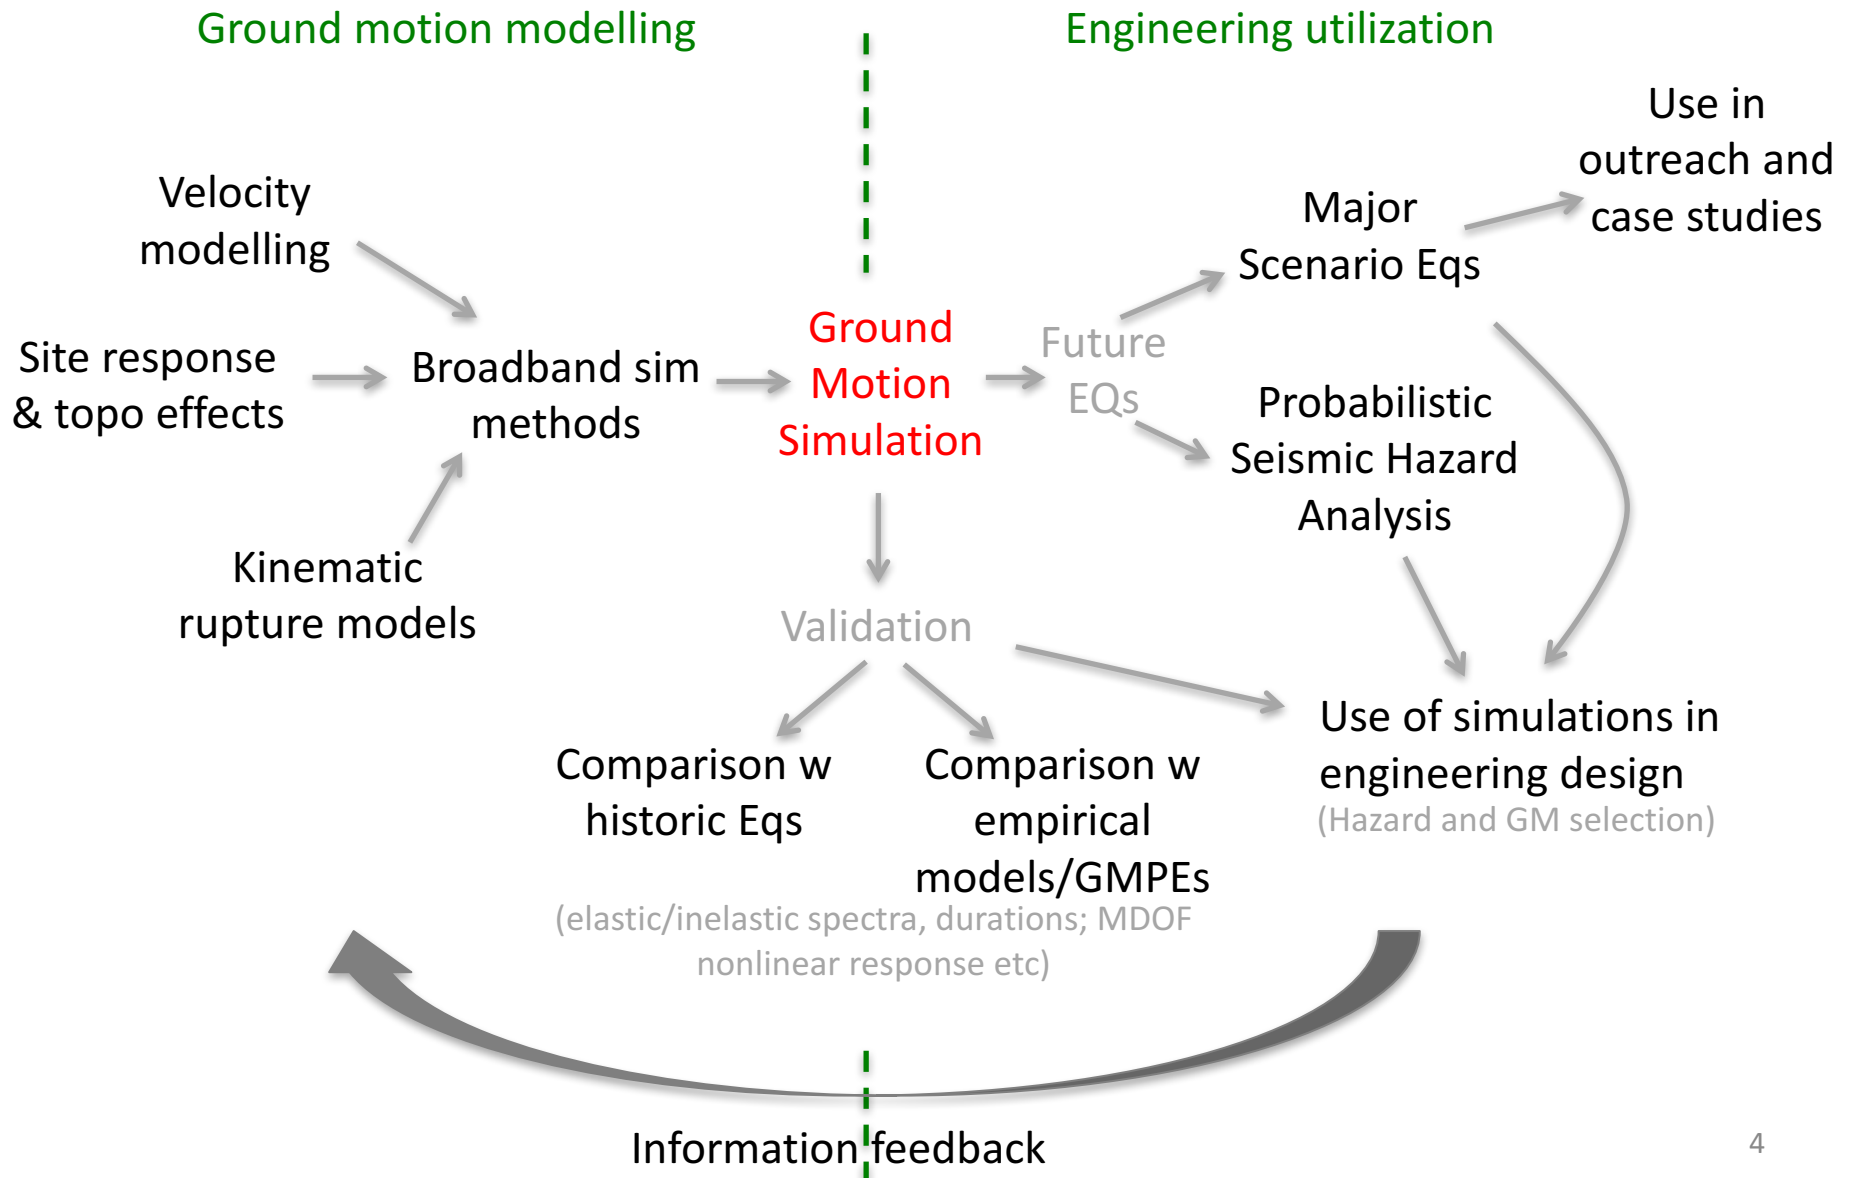 Ground motion modelling
Engineering utilization
Use in
outreach and
case studies
Velocity
modelling
Major
Scenario Eqs
Site response
& topo effects
Broadband sim
methods
Ground
Motion
Simulation
Future
EQs
Probabilistic
Seismic Hazard
Analysis
Kinematic
rupture models
Validation
Use of simulations in
engineering design
(Hazard and GM selection)
Comparison w
historic Eqs
Comparison w
empirical
models/GMPEs
(elastic/inelastic spectra, durations; MDOF
nonlinear response etc)
Information feedback
4